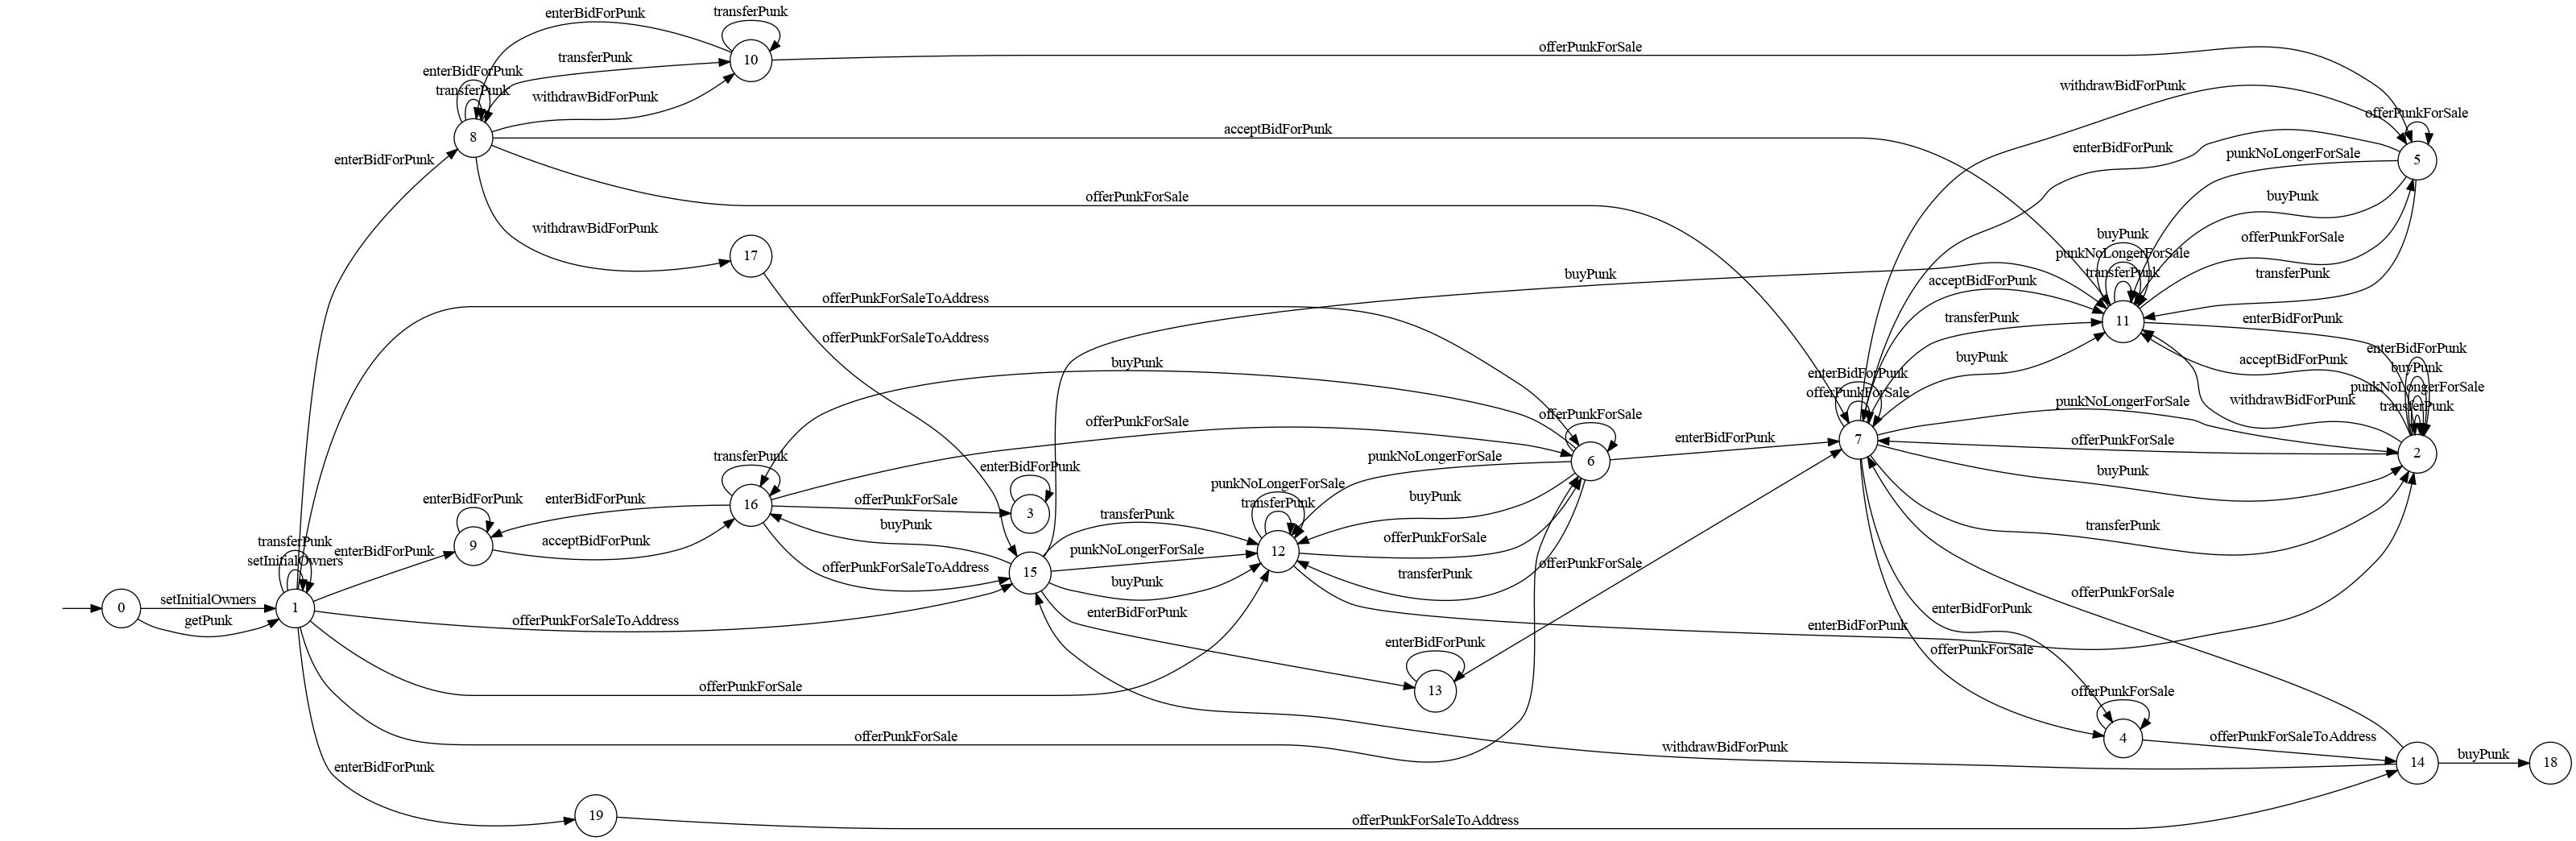 enterBidForPunk
transferPunk
10
offerPunkForSale
transferPunk
enterBidForPunk
transferPunk
withdrawBidForPunk
8
acceptBidForPunk
withdrawBidForPunk
offerPunkForSale
5
enterBidForPunk
punkNoLongerForSale
enterBidForPunk
offerPunkForSale
buyPunk
withdrawBidForPunk
17
buyPunk
offerPunkForSale
punkNoLongerForSale
transferPunk
transferPunk
buyPunk
acceptBidForPunk
offerPunkForSaleToAddress
11
enterBidForPunk
transferPunk
offerPunkForSaleToAddress
enterBidForPunk
buyPunk
acceptBidForPunk
buyPunk
buyPunk
enterBidForPunk
offerPunkForSale
punkNoLongerForSale
transferPunk
withdrawBidForPunk
punkNoLongerForSale
offerPunkForSale
offerPunkForSale
enterBidForPunk
7
offerPunkForSale
2
transferPunk
punkNoLongerForSale
6
buyPunk
enterBidForPunk
punkNoLongerForSale
transferPunk
buyPunk
enterBidForPunk
enterBidForPunk
16
offerPunkForSale
3
transferPunk
buyPunk
transferPunk
9
acceptBidForPunk
offerPunkForSale
transferPunk
setInitialOwners
enterBidForPunk
punkNoLongerForSale
12
offerPunkForSaleToAddress
15
buyPunk
transferPunk
offerPunkForSale
offerPunkForSale
0
setInitialOwners
getPunk
1
offerPunkForSaleToAddress
enterBidForPunk
enterBidForPunk
enterBidForPunk
enterBidForPunk
offerPunkForSale
offerPunkForSale
13
offerPunkForSale
offerPunkForSale
4
offerPunkForSaleToAddress
withdrawBidForPunk
14
buyPunk
18
enterBidForPunk
19
offerPunkForSaleToAddress